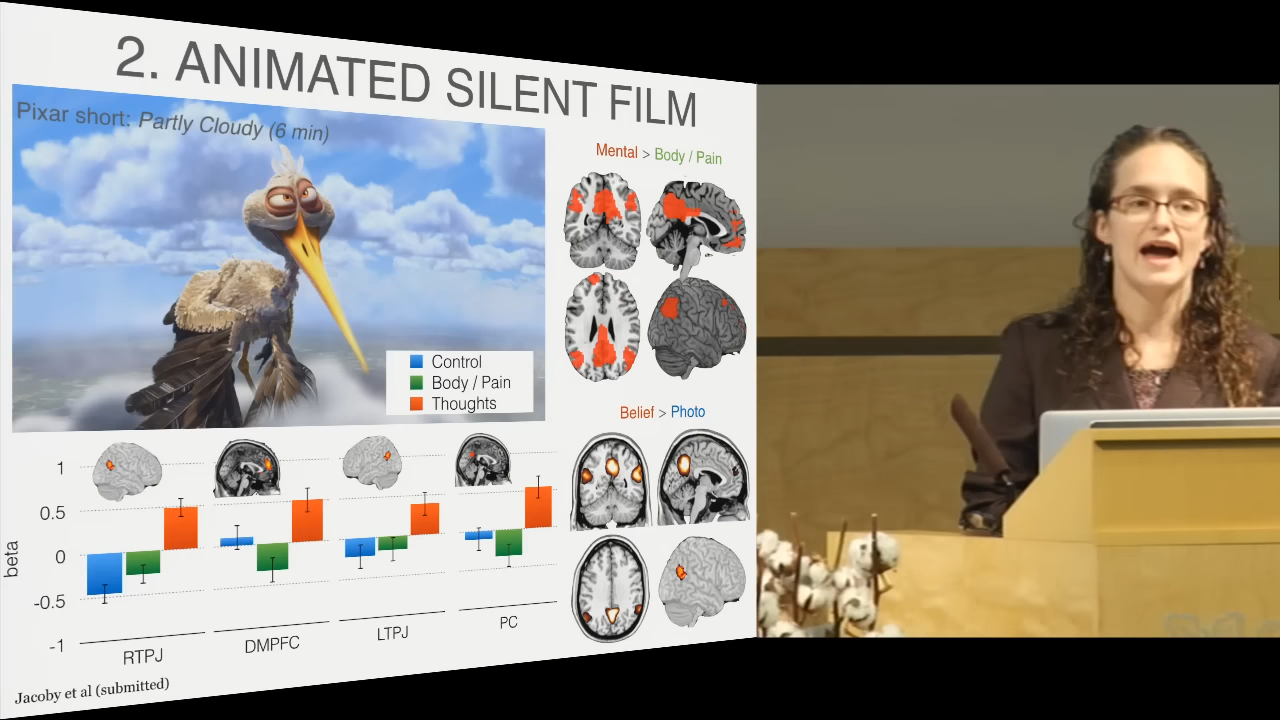 2. ANIMATED SILENT FILM
Pixar short: Partly Cloudy (6 min)
Mental > Body / Pain
Control
Body / Pain
Thoughts
Belief > Photo
1
0.5
0
-0.5
-1
beta
RTPJ
DMPFC
LTPJ
PC
Jacoby et al (submitted)